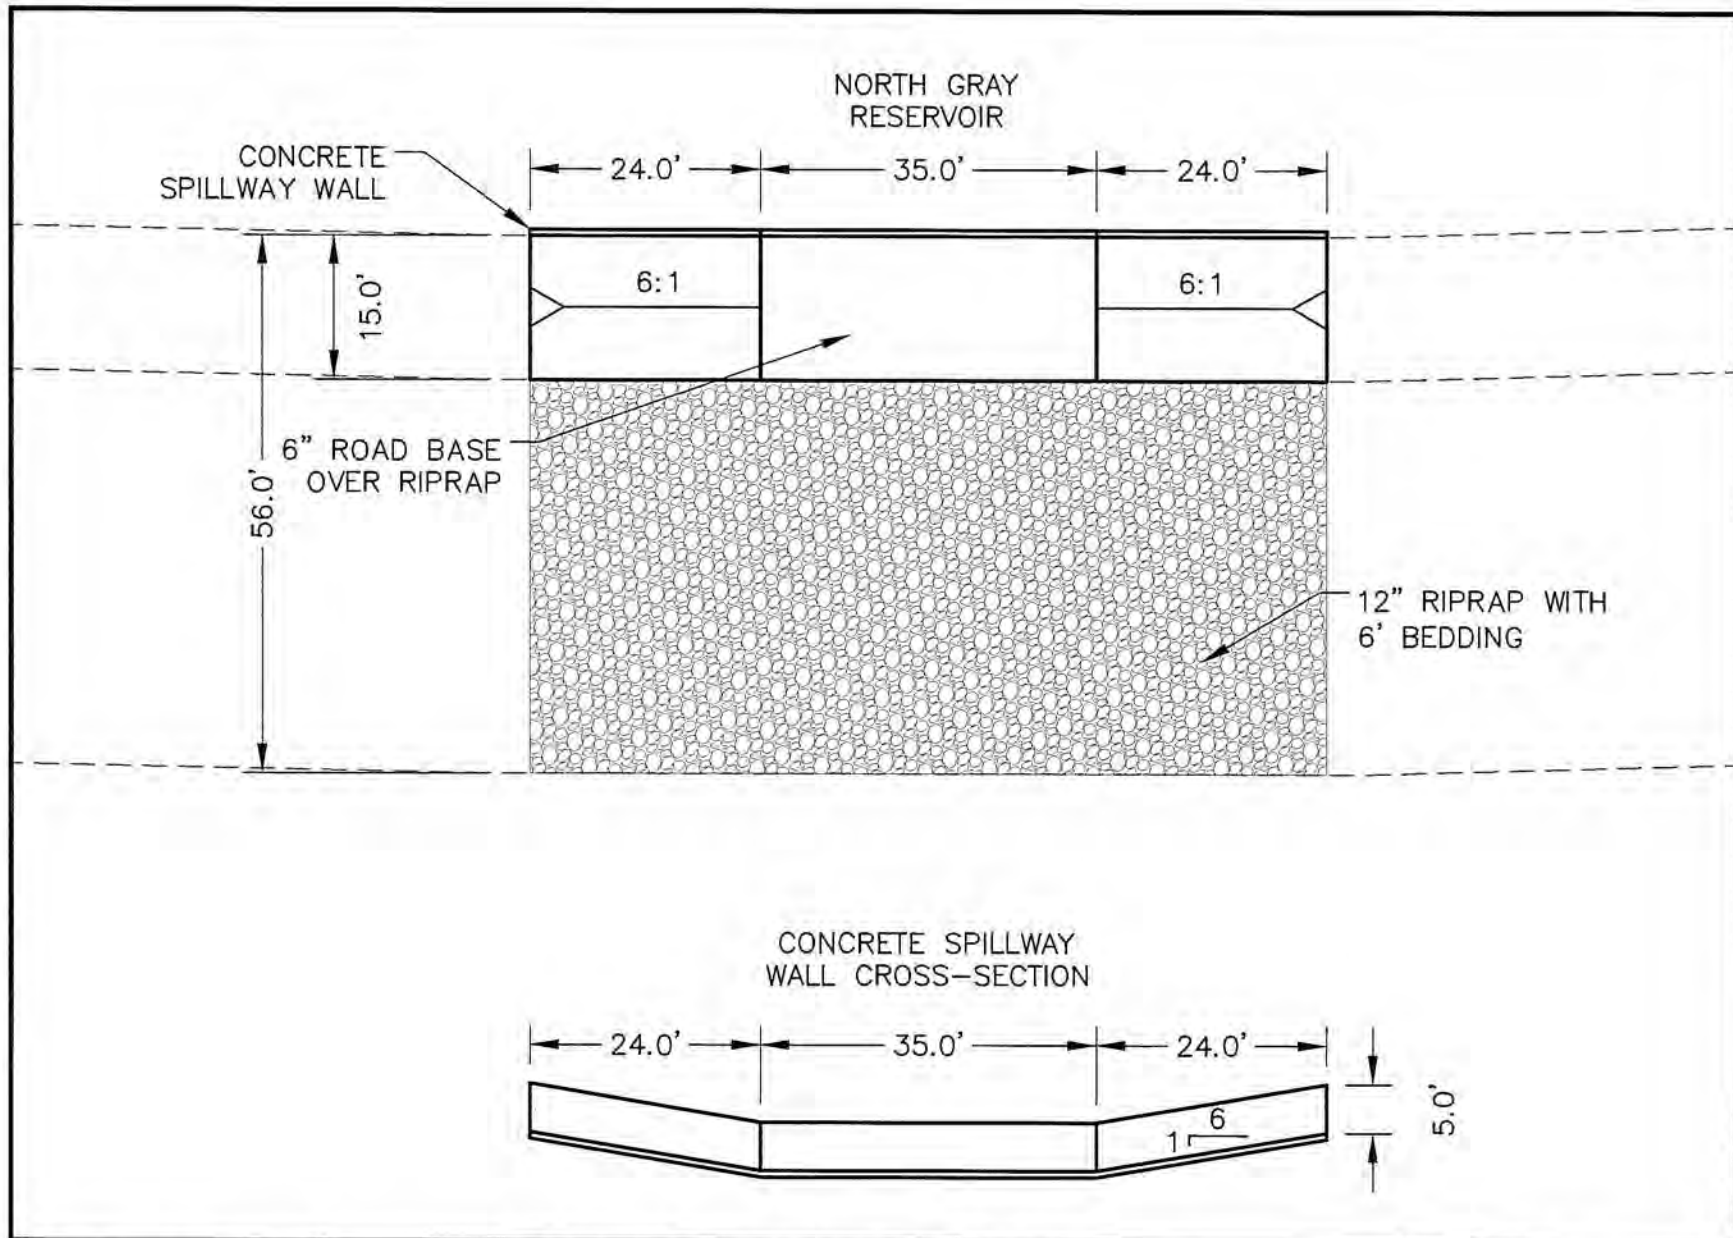 NORTH GRAY
RESERVOIR
CONCRETE
SPILLWAY WALL
24.0'
35.0'
24.0'
6:1
6:1
15.0'
56.0'
6" ROAD BASE
OVER RIPRAP
12" RIPRAP WITH
6' BEDDING
CONCRETE SPILLWAY
WALL CROSS-SECTION
24.0'
35.0'
24.0'
6
1
5.0'